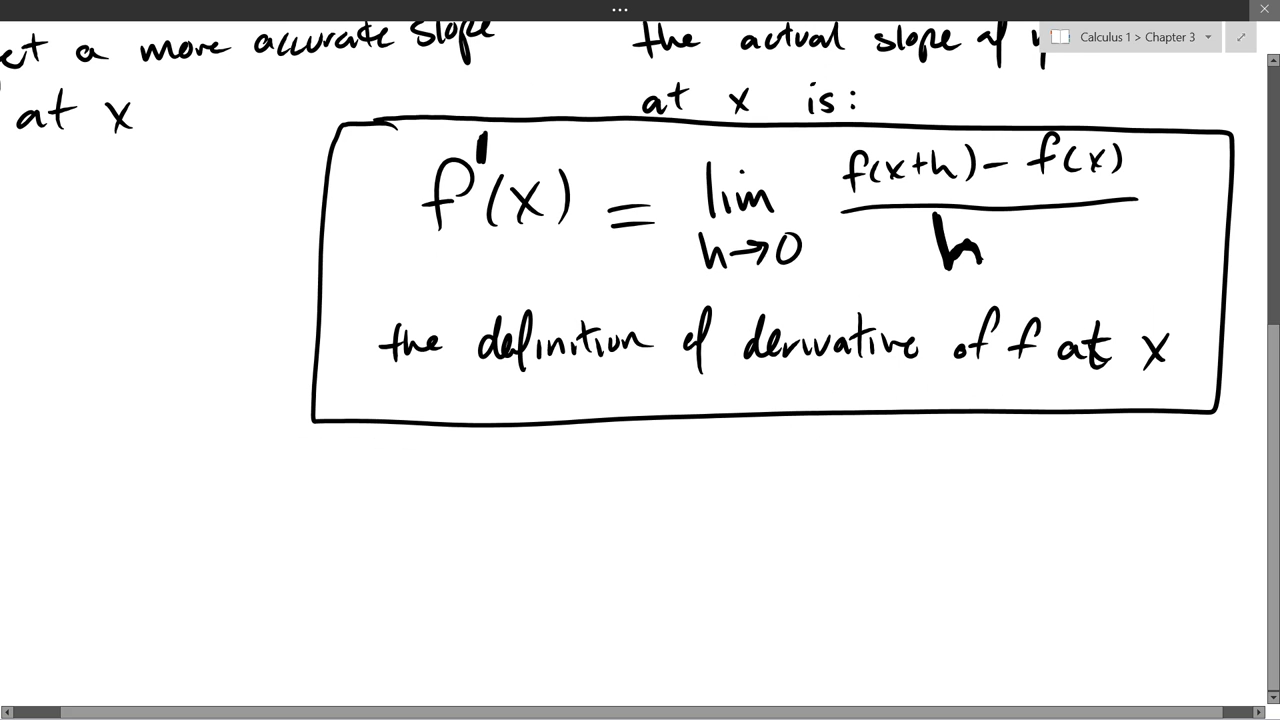 Calculus 1 > Chapter 3
a more accurate slope
at x
the actual slope of
at x is:
f'(x) = lim h→0 f(x+h) - f(x) / h
the definition of derivative of f at x